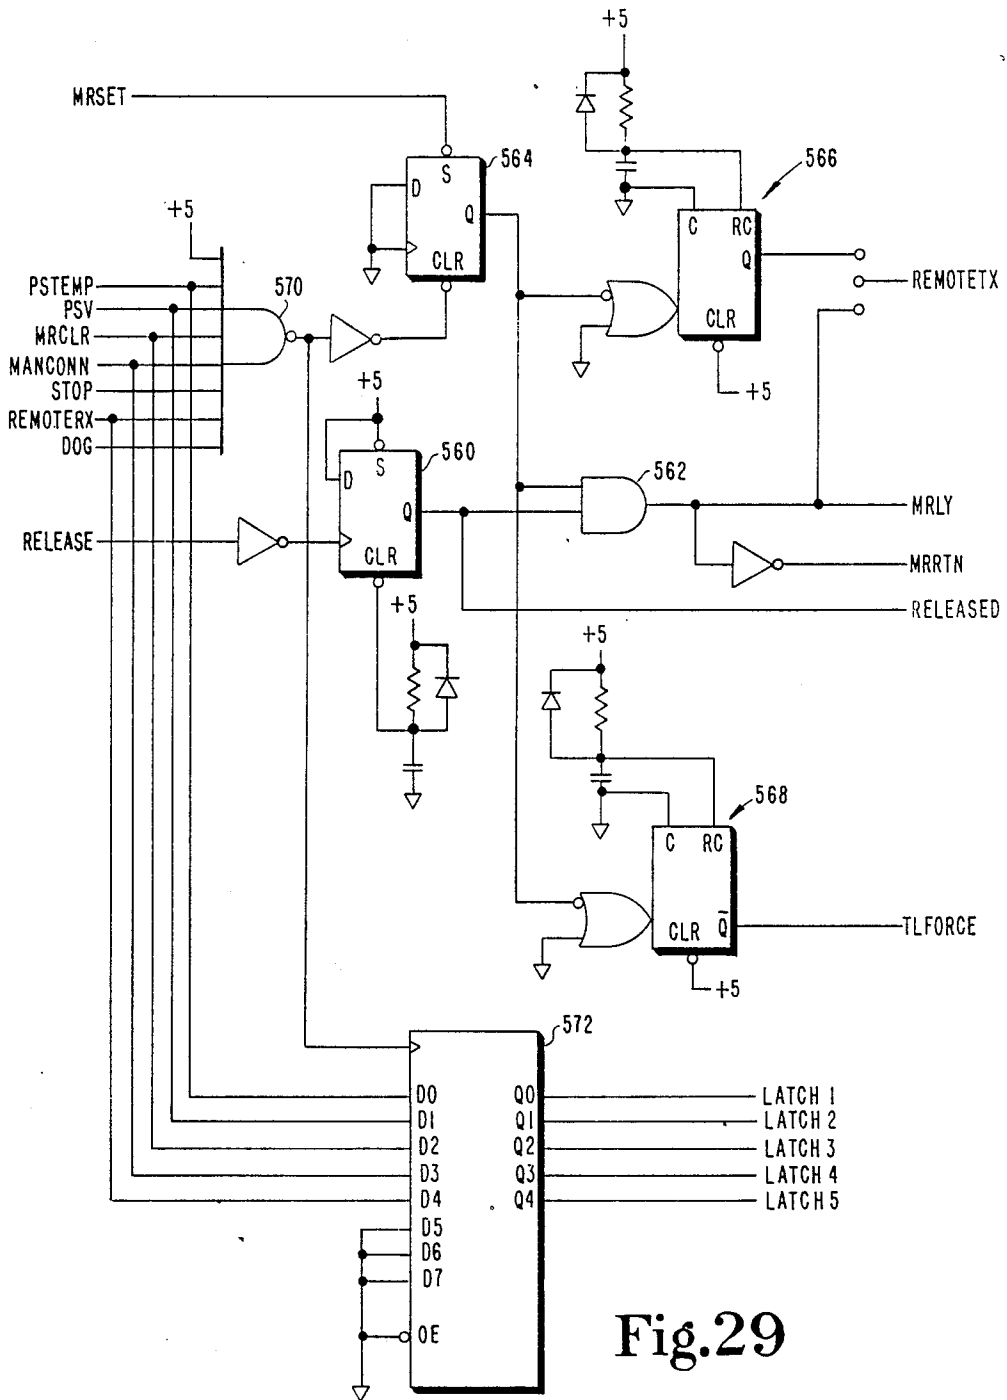 +5
MRSET
564
S
D
Q
CLR
566
C RC
Q
CLR
+5
REMOTETX
+5
PSTEMP
PSV
MRCLR
MANCONN
STOP
REMOTERX
DOG
570
+5
560
S
D
Q
CLR
RELEASE
+5
562
MRLY
MRRTN
RELEASED
+5
568
C RC
CLR Q̅
+5
TLFORCE
572
D0 Q0 LATCH 1
D1 Q1 LATCH 2
D2 Q2 LATCH 3
D3 Q3 LATCH 4
D4 Q4 LATCH 5
D5
D6
D7
OE
Fig.29